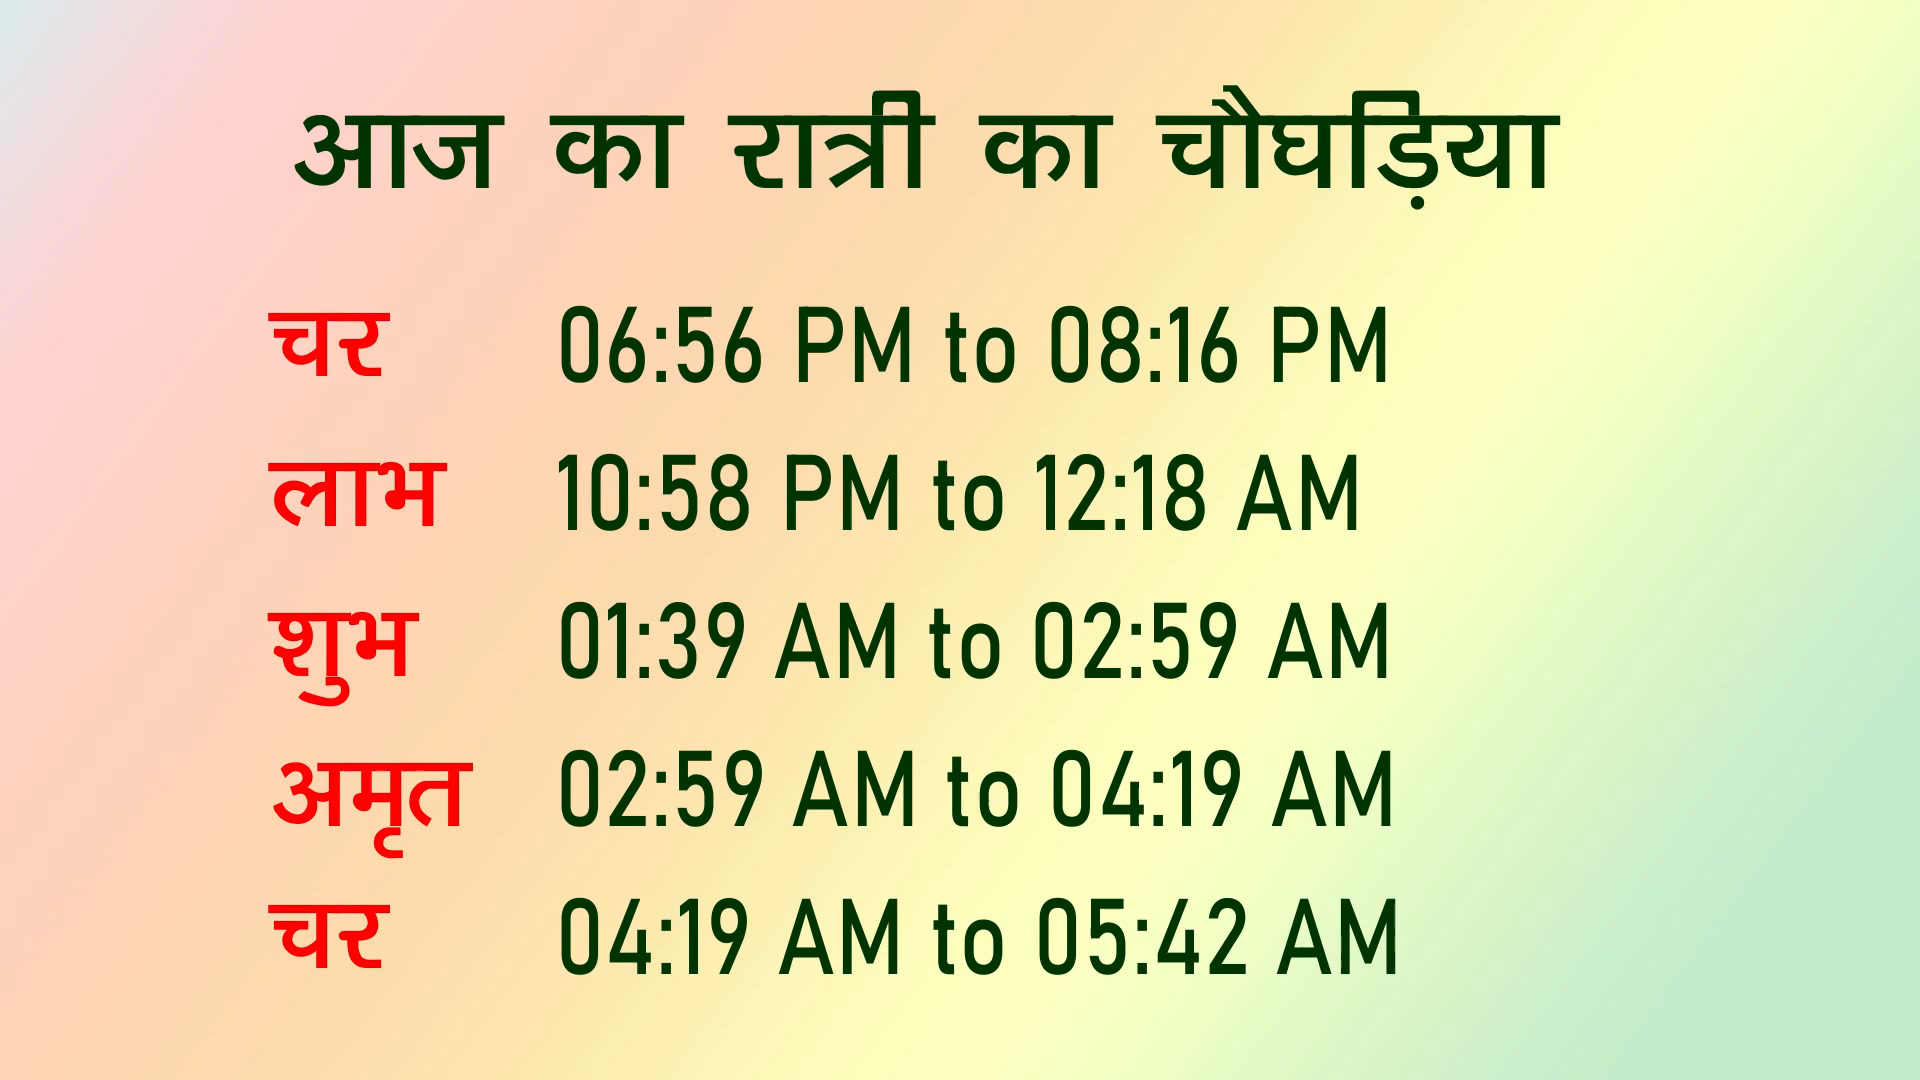 आज का रात्री का चौघड़िया
चर 06:56 PM to 08:16 PM
लाभ 10:58 PM to 12:18 AM
शुभ 01:39 AM to 02:59 AM
अमृत 02:59 AM to 04:19 AM
चर 04:19 AM to 05:42 AM